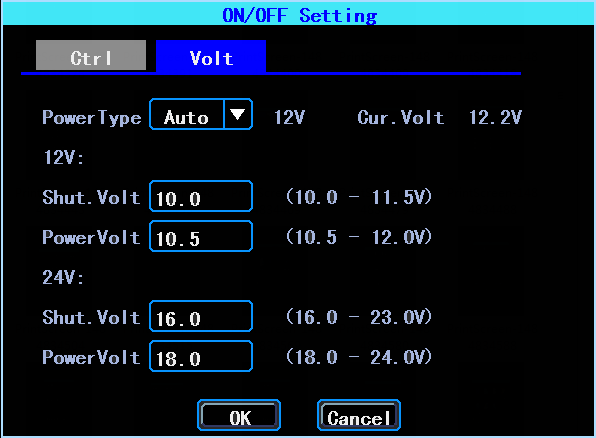 ON/OFF Setting
Ctrl Volt
PowerType Auto 12V Cur.Volt 12.2V
12V:
Shut.Volt 10.0 (10.0 - 11.5V)
PowerVolt 10.5 (10.5 - 12.0V)
24V:
Shut.Volt 16.0 (16.0 - 23.0V)
PowerVolt 18.0 (18.0 - 24.0V)
OK Cancel